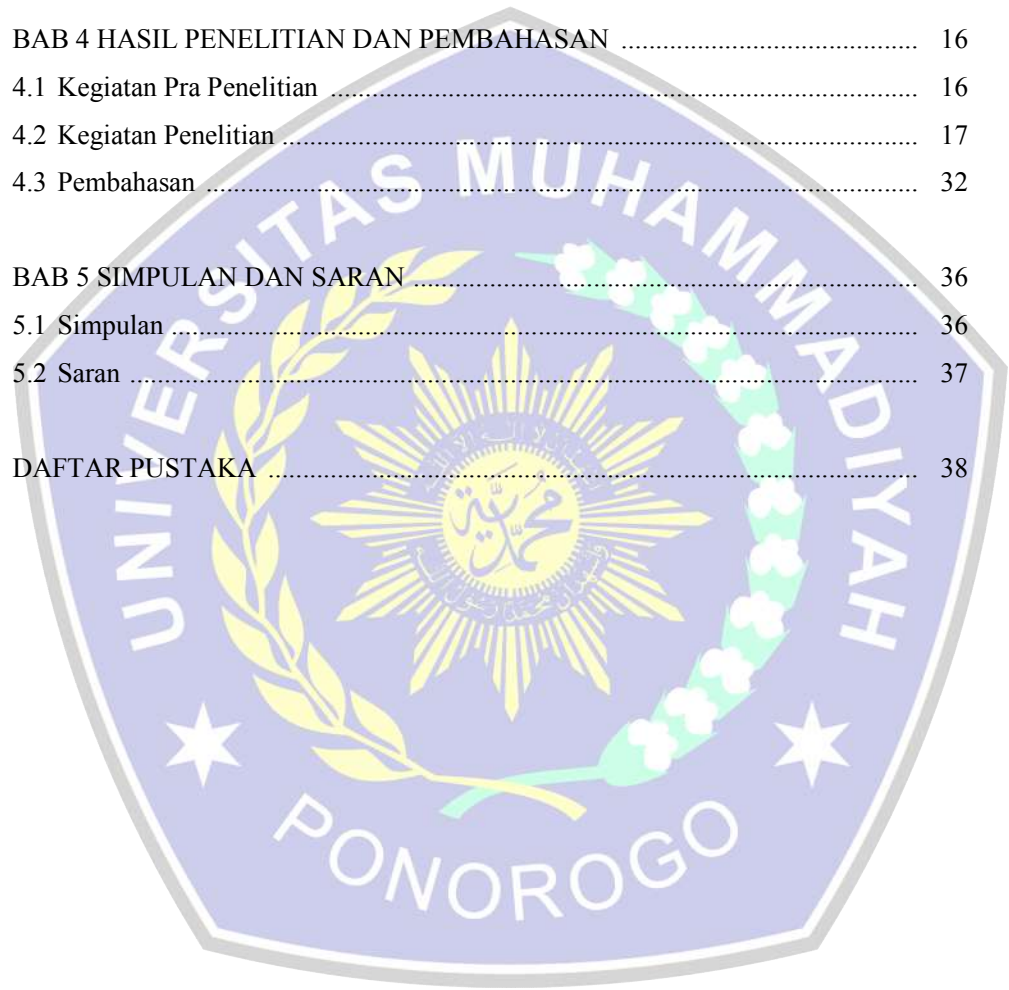 BAB 4 HASIL PENELITIAN DAN PEMBAHASAN ............................................ 16
4.1 Kegiatan Pra Penelitian ....................................................................................... 16
4.2 Kegiatan Penelitian .............................................................................................. 17
4.3 Pembahasan ......................................................................................................... 32
BAB 5 SIMPULAN DAN SARAN .......................................................................... 36
5.1 Simpulan .............................................................................................................. 36
5.2 Saran .................................................................................................................... 37
DAFTAR PUSTAKA ................................................................................................ 38
UNIVERSITAS MUHAMMADIYAH
محمدية
PONOROGO